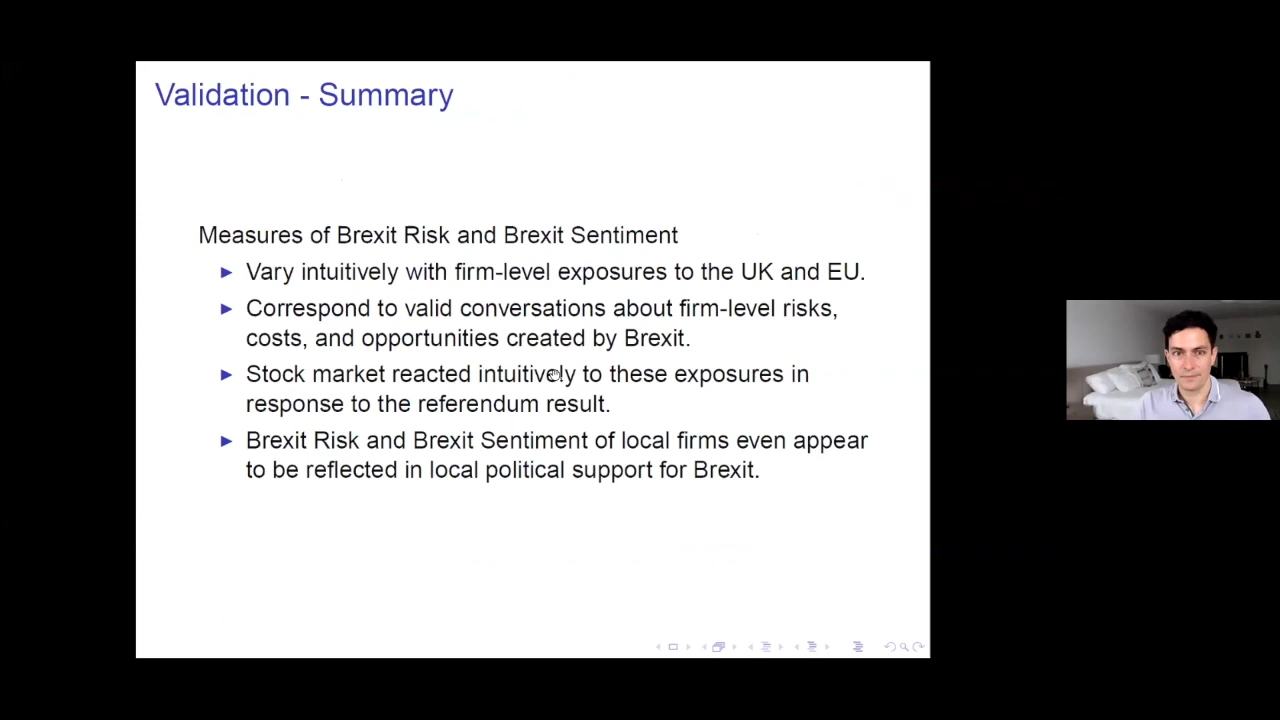 Validation - Summary
Measures of Brexit Risk and Brexit Sentiment
Vary intuitively with firm-level exposures to the UK and EU.
Correspond to valid conversations about firm-level risks,
costs, and opportunities created by Brexit.
Stock market reacted intuitively to these exposures in
response to the referendum result.
Brexit Risk and Brexit Sentiment of local firms even appear
to be reflected in local political support for Brexit.